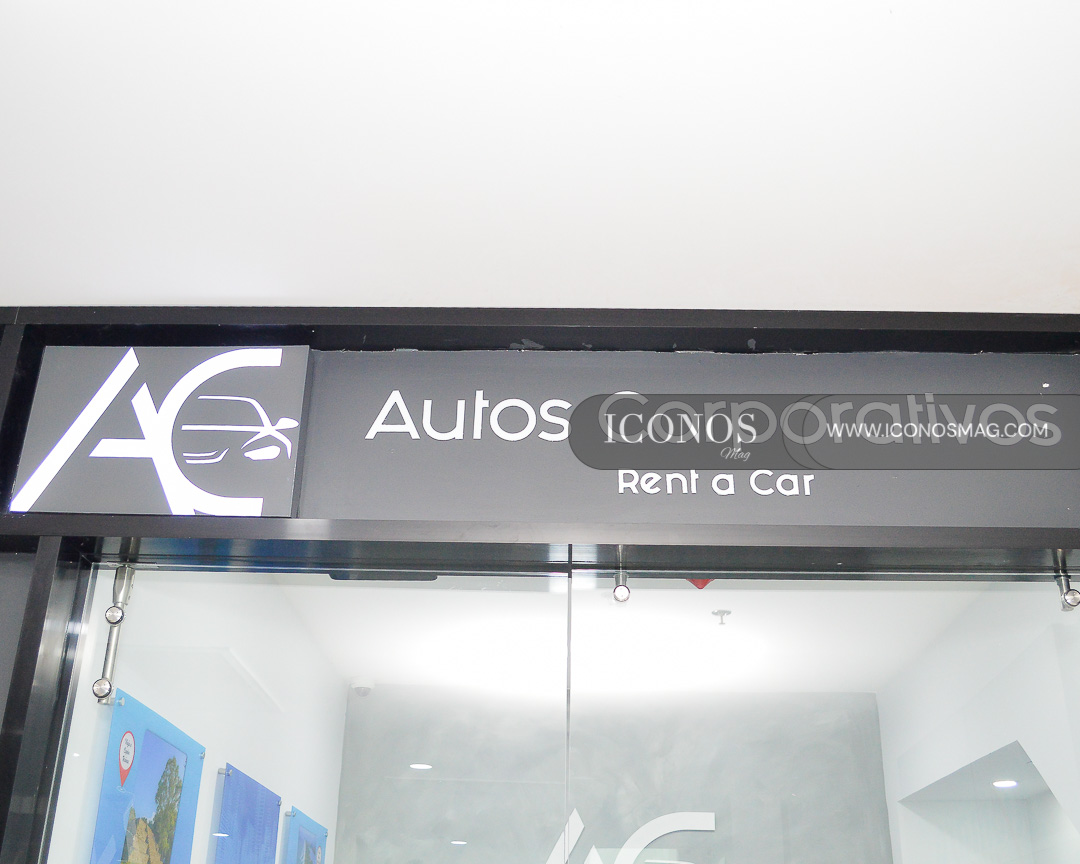 AC
Autos Corporativos
ICONOS
Mag
WWW.ICONOSMAG.COM
Rent a Car